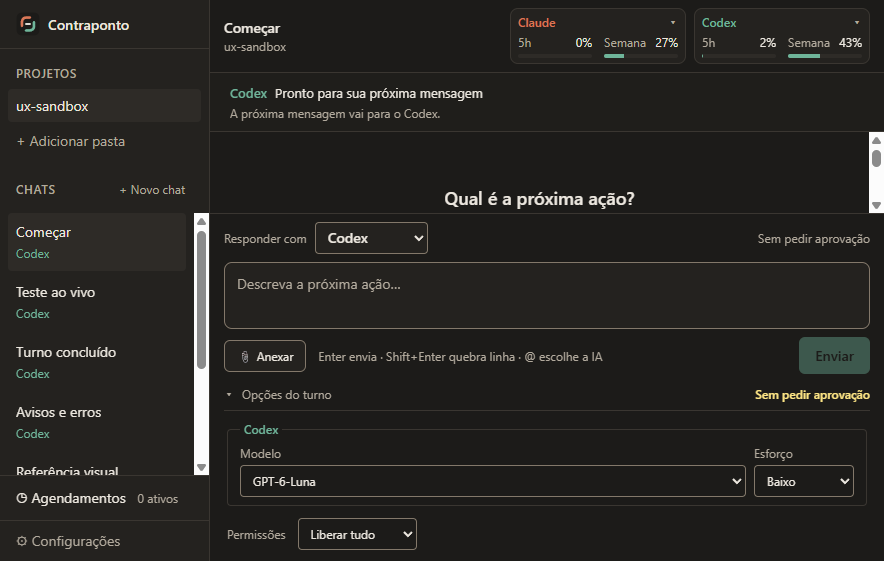 Contraponto
PROJETOS
ux-sandbox
+ Adicionar pasta
CHATS + Novo chat
Começar
Codex
Teste ao vivo
Codex
Turno concluído
Codex
Avisos e erros
Codex
Referência visual
Agendamentos 0 ativos
Configurações
Começar
ux-sandbox
Claude
5h 0% Semana 27%
Codex
5h 2% Semana 43%
Codex Pronto para sua próxima mensagem
A próxima mensagem vai para o Codex.
Qual é a próxima ação?
Responder com Codex Sem pedir aprovação
Descreva a próxima ação...
Anexar Enter envia · Shift+Enter quebra linha · @ escolhe a IA Enviar
Opções do turno Sem pedir aprovação
Codex
Modelo Esforço
GPT-6-Luna Baixo
Permissões Liberar tudo